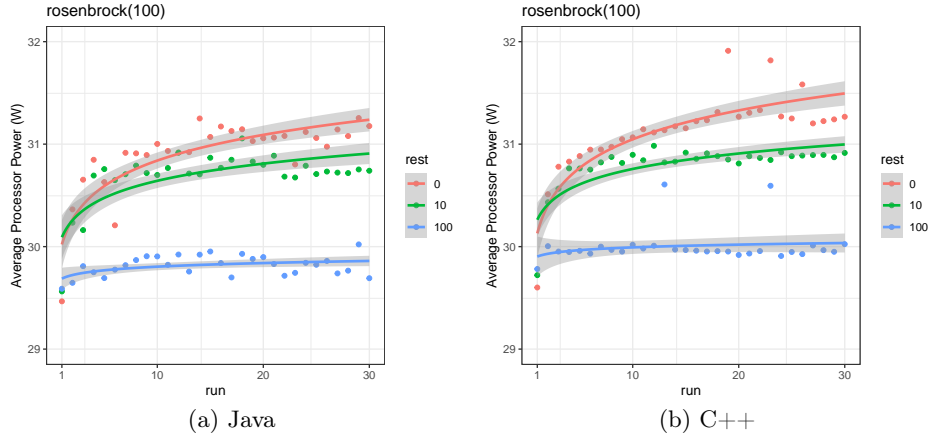 rosenbrock(100)
32
31
30
29
Average Processor Power (W)
1
10
20
30
run
rest
0
10
100
(a) Java
rosenbrock(100)
32
31
30
29
Average Processor Power (W)
1
10
20
30
run
rest
0
10
100
(b) C++